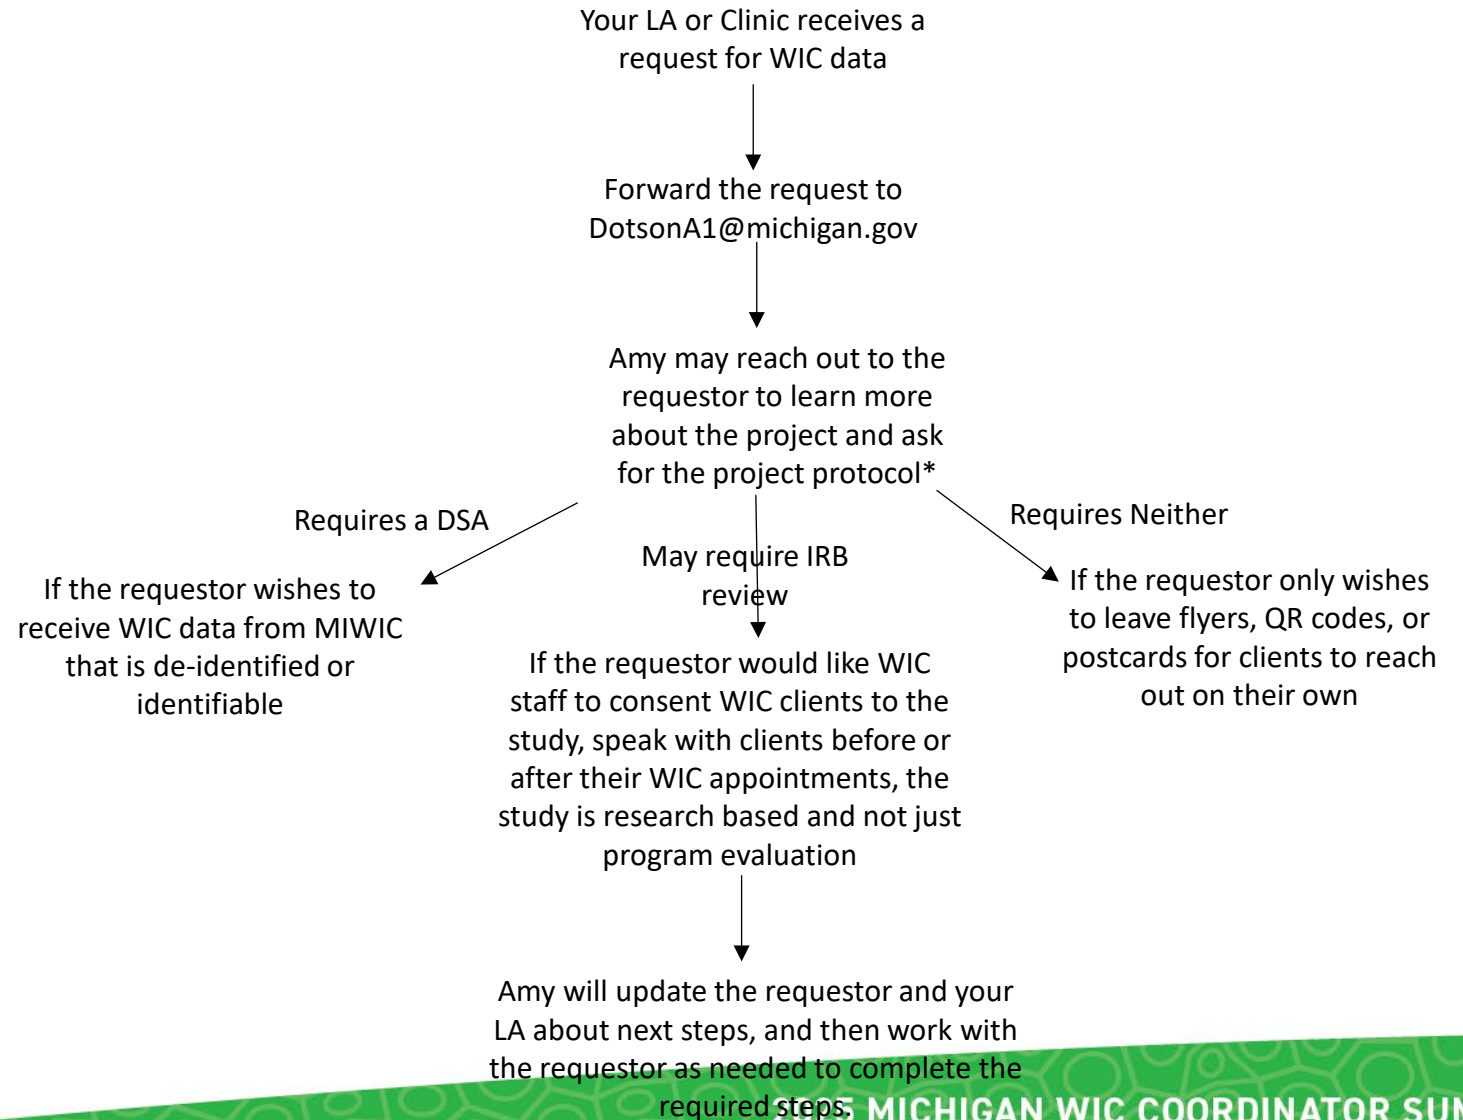 Your LA or Clinic receives a
request for WIC data
Forward the request to
DotsonA1@michigan.gov
Amy may reach out to the
requestor to learn more
about the project and ask
for the project protocol*
Requires a DSA
If the requestor wishes to
receive WIC data from MIWIC
that is de-identified or
identifiable
May require IRB
review
If the requestor would like WIC
staff to consent WIC clients to the
study, speak with clients before or
after their WIC appointments, the
study is research based and not just
program evaluation
Requires Neither
If the requestor only wishes
to leave flyers, QR codes, or
postcards for clients to reach
out on their own
Amy will update the requestor and your
LA about next steps, and then work with
the requestor as needed to complete the
required steps.
MICHIGAN WIC COORDINATOR